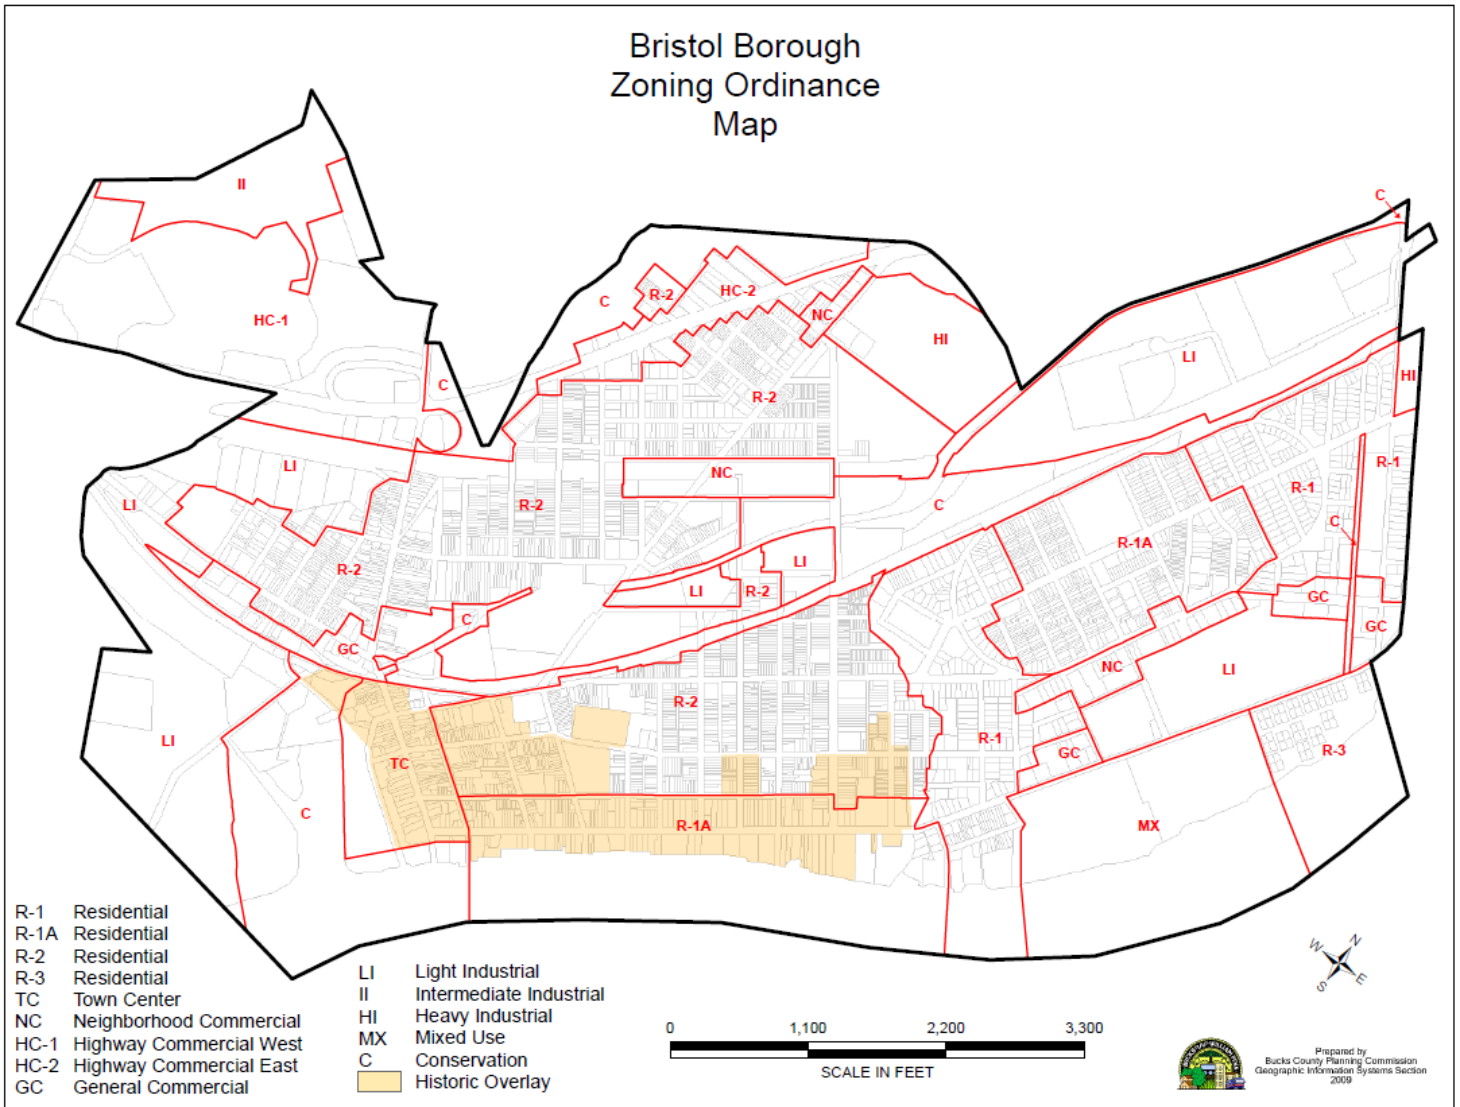 Bristol Borough
Zoning Ordinance
Map
C
II
C
R-2
HC-2
HC-1
NC
HI
LI
HI
C
R-2
LI
NC
R-1
LI
R-2
C
R-1
C
R-1A
LI
R-2
LI
R-2
GC
C
GC
GC
NC
LI
R-2
LI
TC
R-1
GC
R-3
C
R-1A
MX
R-1 Residential
R-1A Residential
R-2 Residential
R-3 Residential
TC Town Center
NC Neighborhood Commercial
HC-1 Highway Commercial West
HC-2 Highway Commercial East
GC General Commercial
LI Light Industrial
II Intermediate Industrial
HI Heavy Industrial
MX Mixed Use
C Conservation
Historic Overlay
0 1,100 2,200 3,300
SCALE IN FEET
W N
S E
Prepared by
Bucks County Planning Commission
Geographic Information Systems Section
2009